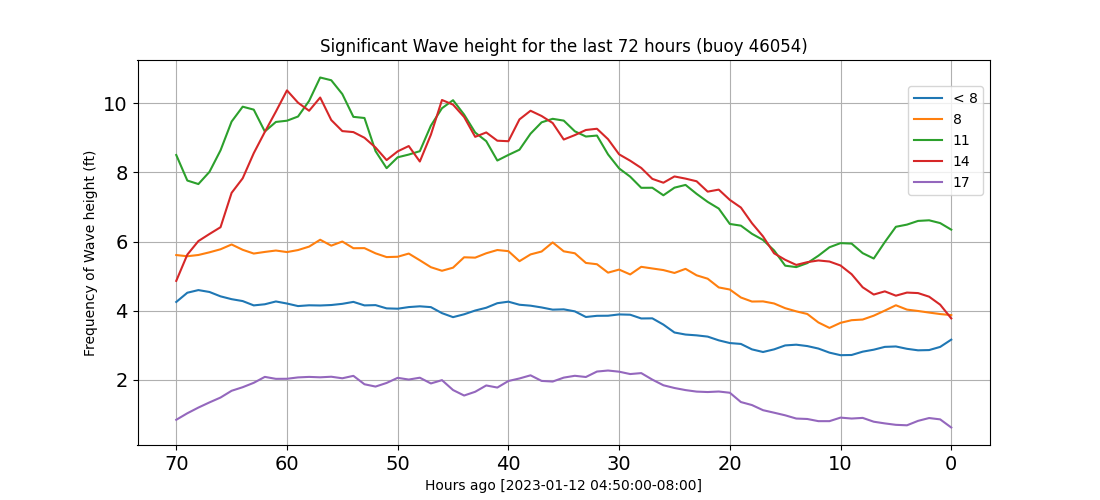 Significant Wave height for the last 72 hours (buoy 46054)
Frequency of Wave height (ft)
10
8
6
4
2
< 8
8
11
14
17
70 60 50 40 30 20 10 0
Hours ago [2023-01-12 04:50:00-08:00]